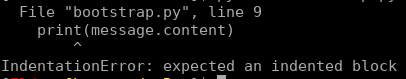 File "bootstrap.py", line 9
print(message.content)
^
IndentationError: expected an indented block